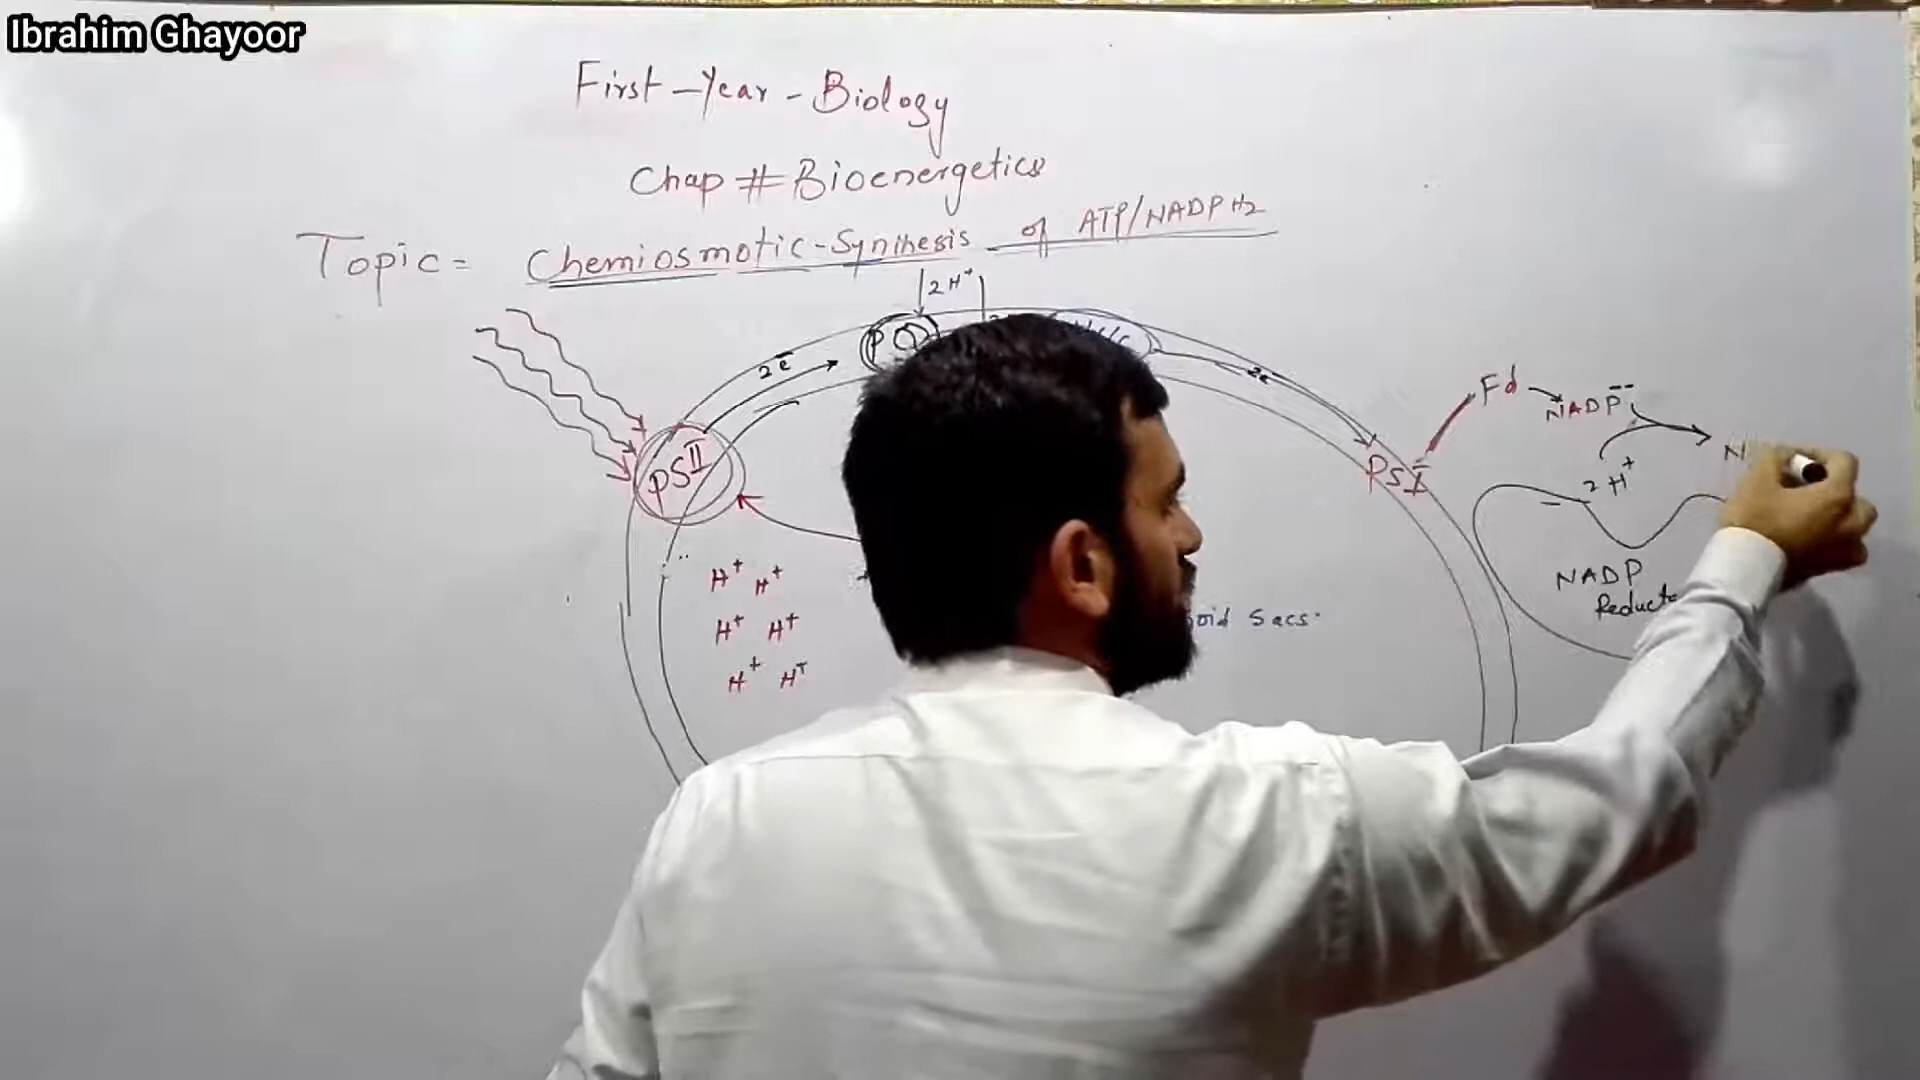 Ibrahim Ghayoor
First-Year-Biology
Chap # Bioenergetics
Topic= Chemiosmotic-Synthesis of ATP/NADPH2
2H+
PQ
2e-
2e-
Fd
NADP--
PSII
PSI
N
2H+
H+ H+
H+ H+
H+ H+
NADP
Sacs.